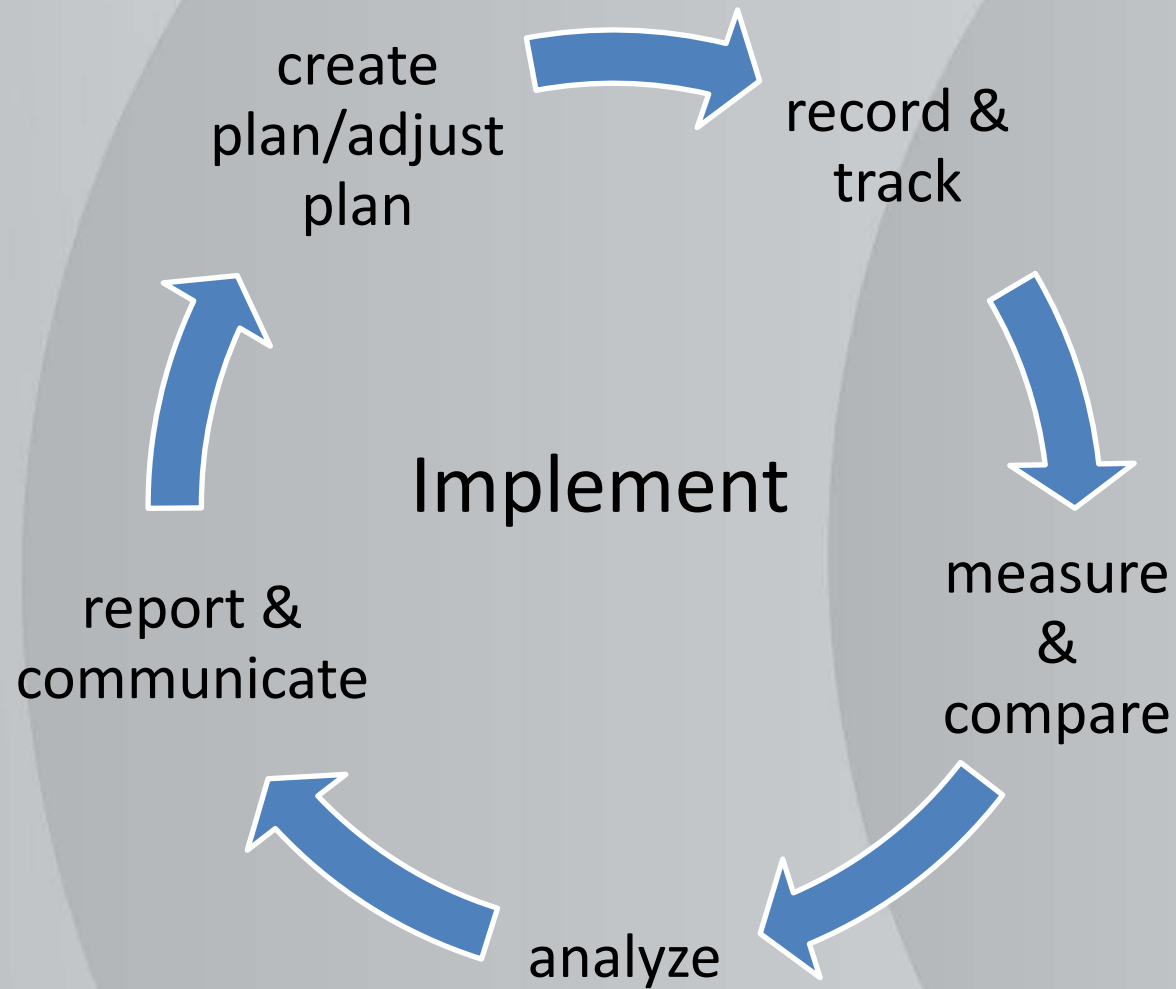 create
plan/adjust
plan
record &
track
measure
&
compare
analyze
report &
communicate
Implement